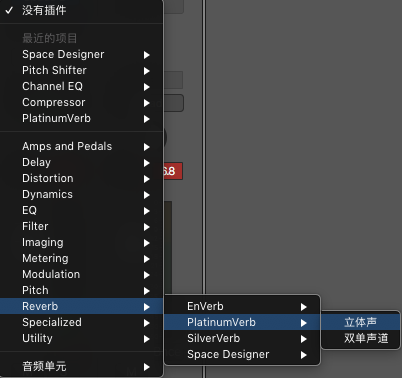 没有插件
最近的项目
Space Designer
Pitch Shifter
Channel EQ
Compressor
PlatinumVerb
Amps and Pedals
Delay
Distortion
6.8
Dynamics
EQ
Filter
Imaging
Metering
Modulation
Pitch
Reverb
EnVerb
Specialized
PlatinumVerb
立体声
Utility
SilverVerb
双单声道
Space Designer
音频单元